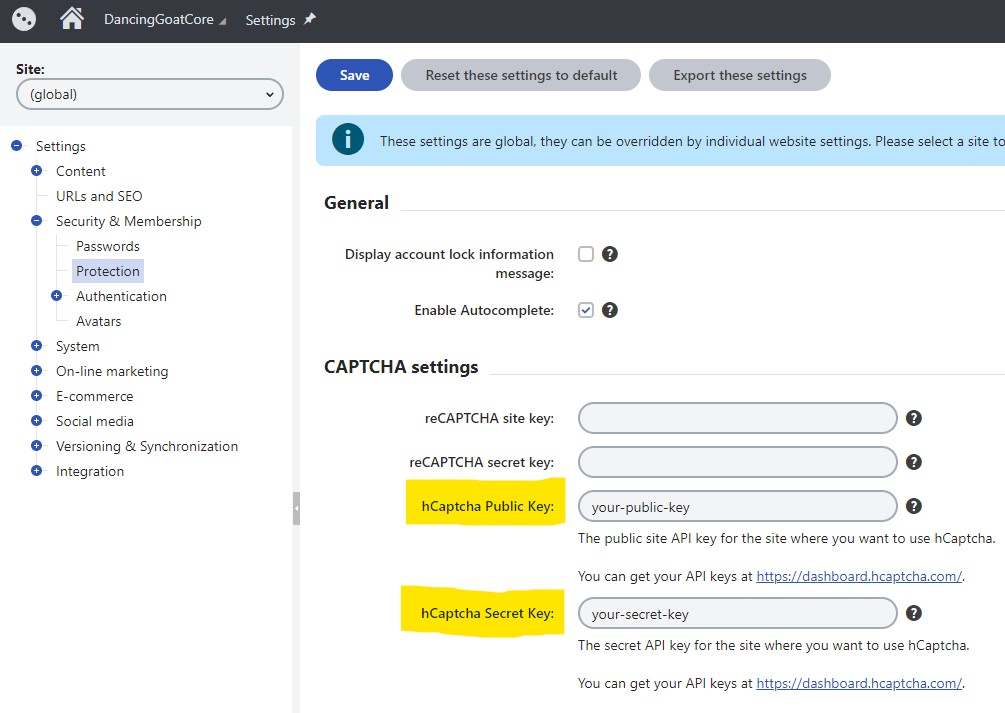 DancingGoatCore Settings
Site:
(global)
Settings
Content
URLs and SEO
Security & Membership
Passwords
Protection
Authentication
Avatars
System
On-line marketing
E-commerce
Social media
Versioning & Synchronization
Integration
Save Reset these settings to default Export these settings
These settings are global, they can be overridden by individual website settings. Please select a site to
General
Display account lock information
message:
Enable Autocomplete:
CAPTCHA settings
reCAPTCHA site key:
reCAPTCHA secret key:
hCaptcha Public Key: your-public-key
The public site API key for the site where you want to use hCaptcha.
You can get your API keys at https://dashboard.hcaptcha.com/.
hCaptcha Secret Key: your-secret-key
The secret API key for the site where you want to use hCaptcha.
You can get your API keys at https://dashboard.hcaptcha.com/.